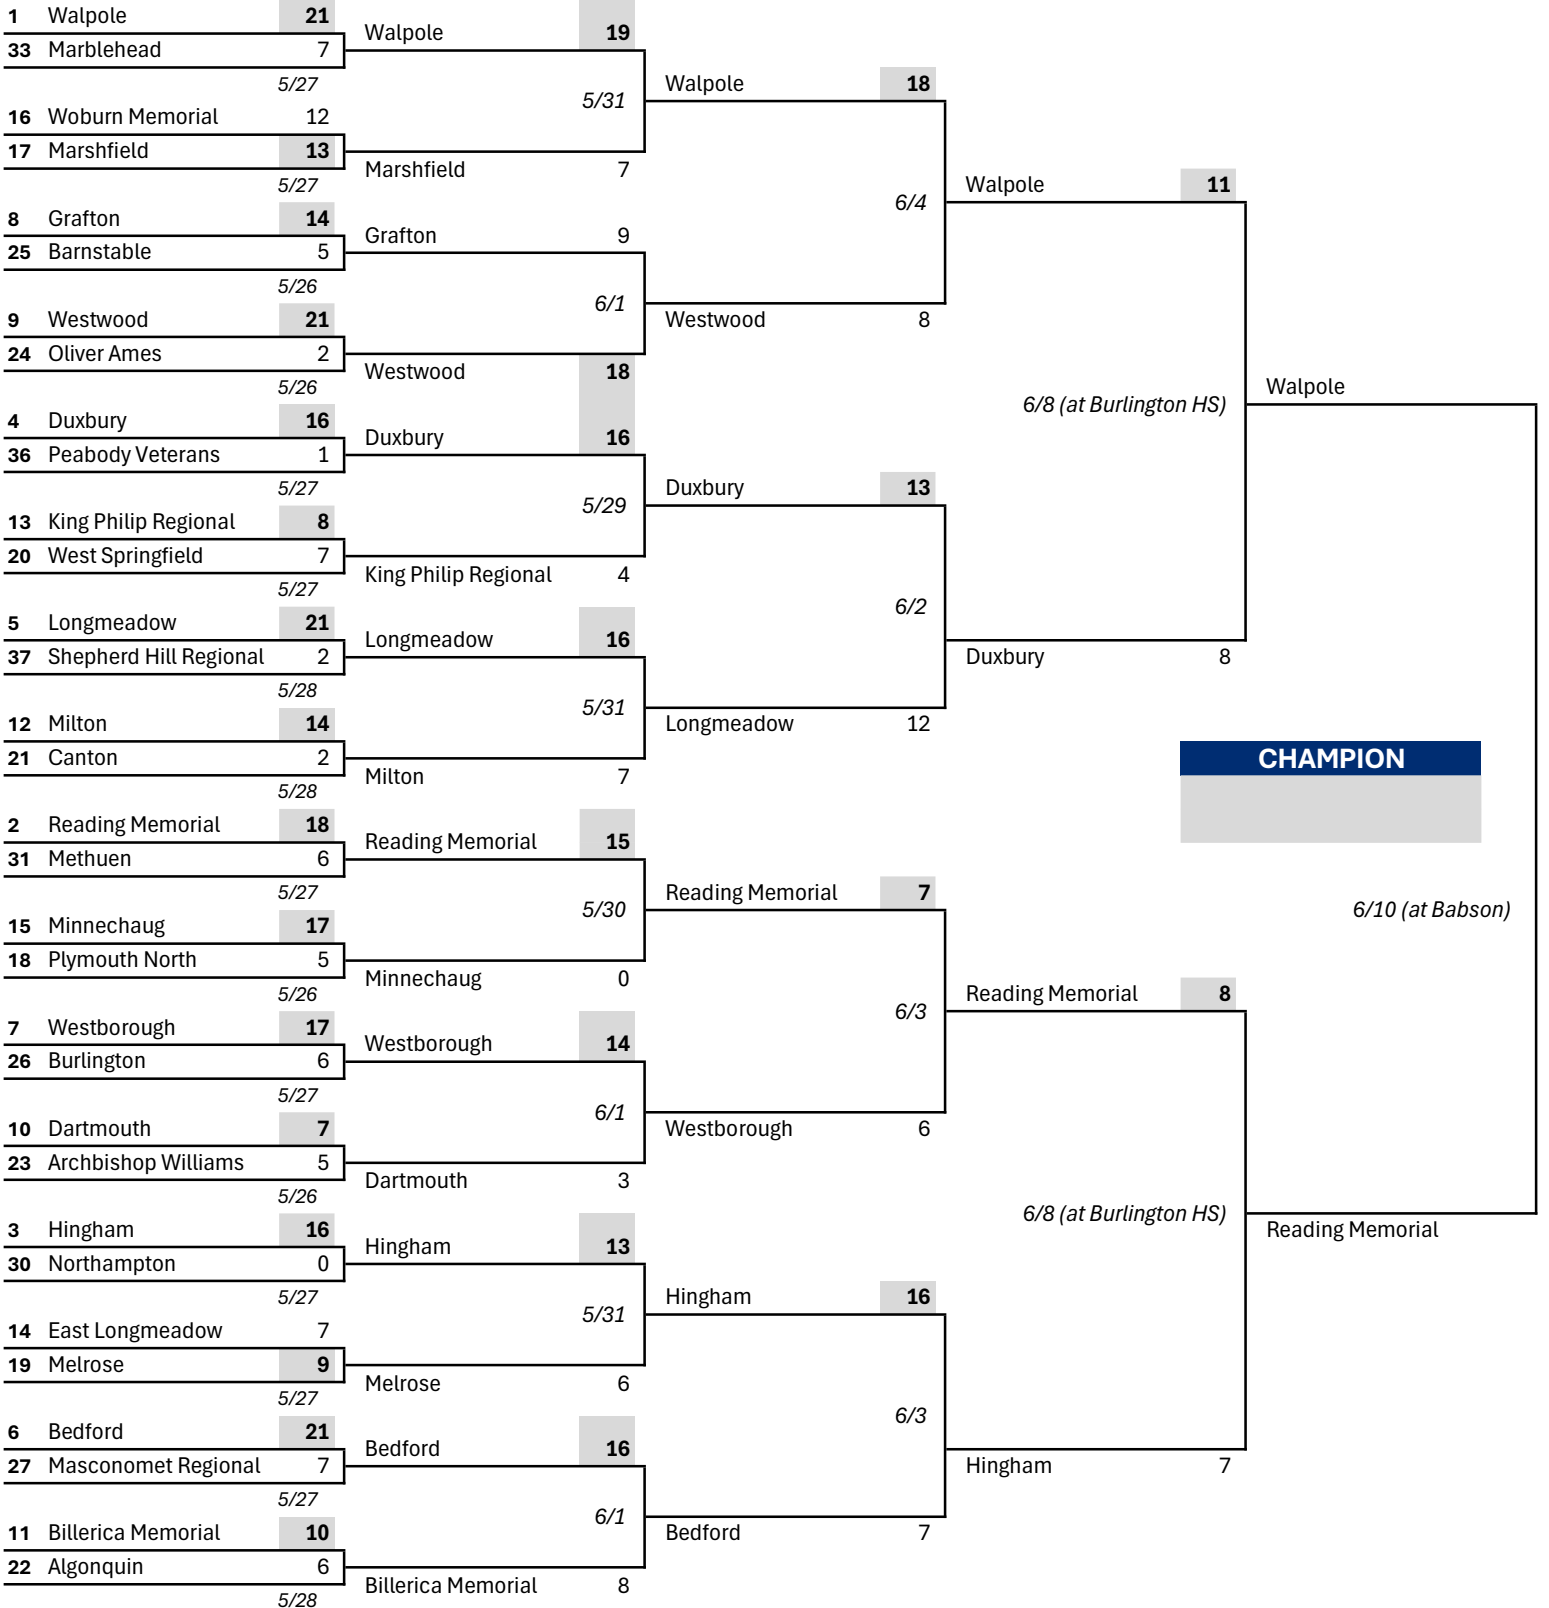 1 Walpole 21
33 Marblehead 7
5/27
16 Woburn Memorial 12
17 Marshfield 13
5/27
8 Grafton 14
25 Barnstable 5
5/26
9 Westwood 21
24 Oliver Ames 2
5/26
4 Duxbury 16
36 Peabody Veterans 1
5/27
13 King Philip Regional 8
20 West Springfield 7
5/27
5 Longmeadow 21
37 Shepherd Hill Regional 2
5/28
12 Milton 14
21 Canton 2
5/28
2 Reading Memorial 18
31 Methuen 6
5/27
15 Minnechaug 17
18 Plymouth North 5
5/26
7 Westborough 17
26 Burlington 6
5/27
10 Dartmouth 7
23 Archbishop Williams 5
5/26
3 Hingham 16
30 Northampton 0
5/27
14 East Longmeadow 7
19 Melrose 9
5/27
6 Bedford 21
27 Masconomet Regional 7
5/27
11 Billerica Memorial 10
22 Algonquin 6
5/28
Walpole 19
5/31
Marshfield 7
Grafton 9
6/1
Westwood 18
Duxbury 16
5/29
King Philip Regional 4
Longmeadow 16
5/31
Milton 7
Reading Memorial 15
5/30
Minnechaug 0
Westborough 14
6/1
Dartmouth 3
Hingham 13
5/31
Melrose 6
Bedford 16
6/1
Billerica Memorial 8
Walpole 18
6/4
Westwood 8
Duxbury 13
6/2
Longmeadow 12
Reading Memorial 7
6/3
Westborough 6
Hingham 16
6/3
Bedford 7
Walpole 11
6/8 (at Burlington HS)
Duxbury 8
Reading Memorial 8
6/8 (at Burlington HS)
Hingham 7
Walpole
CHAMPION
6/10 (at Babson)
Reading Memorial